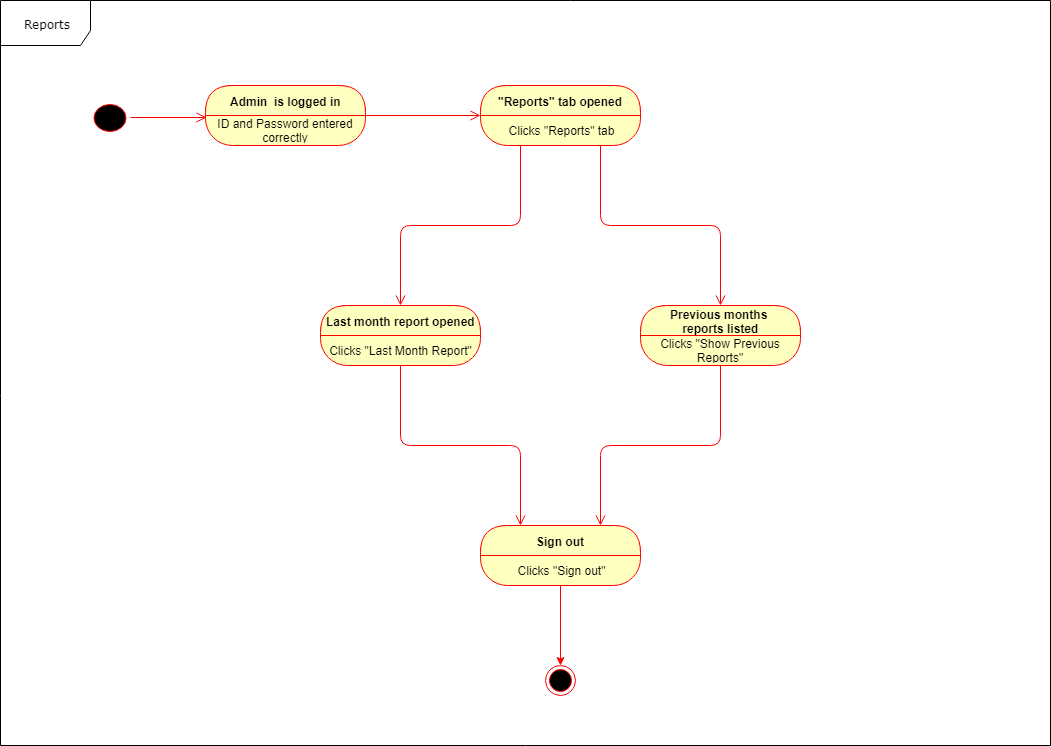 Reports
Admin  is logged in
ID and Password entered
correctly
"Reports" tab opened
Clicks "Reports" tab
Last month report opened
Clicks "Last Month Report"
Previous months
reports listed
Clicks "Show Previous
Reports"
Sign out
Clicks "Sign out"